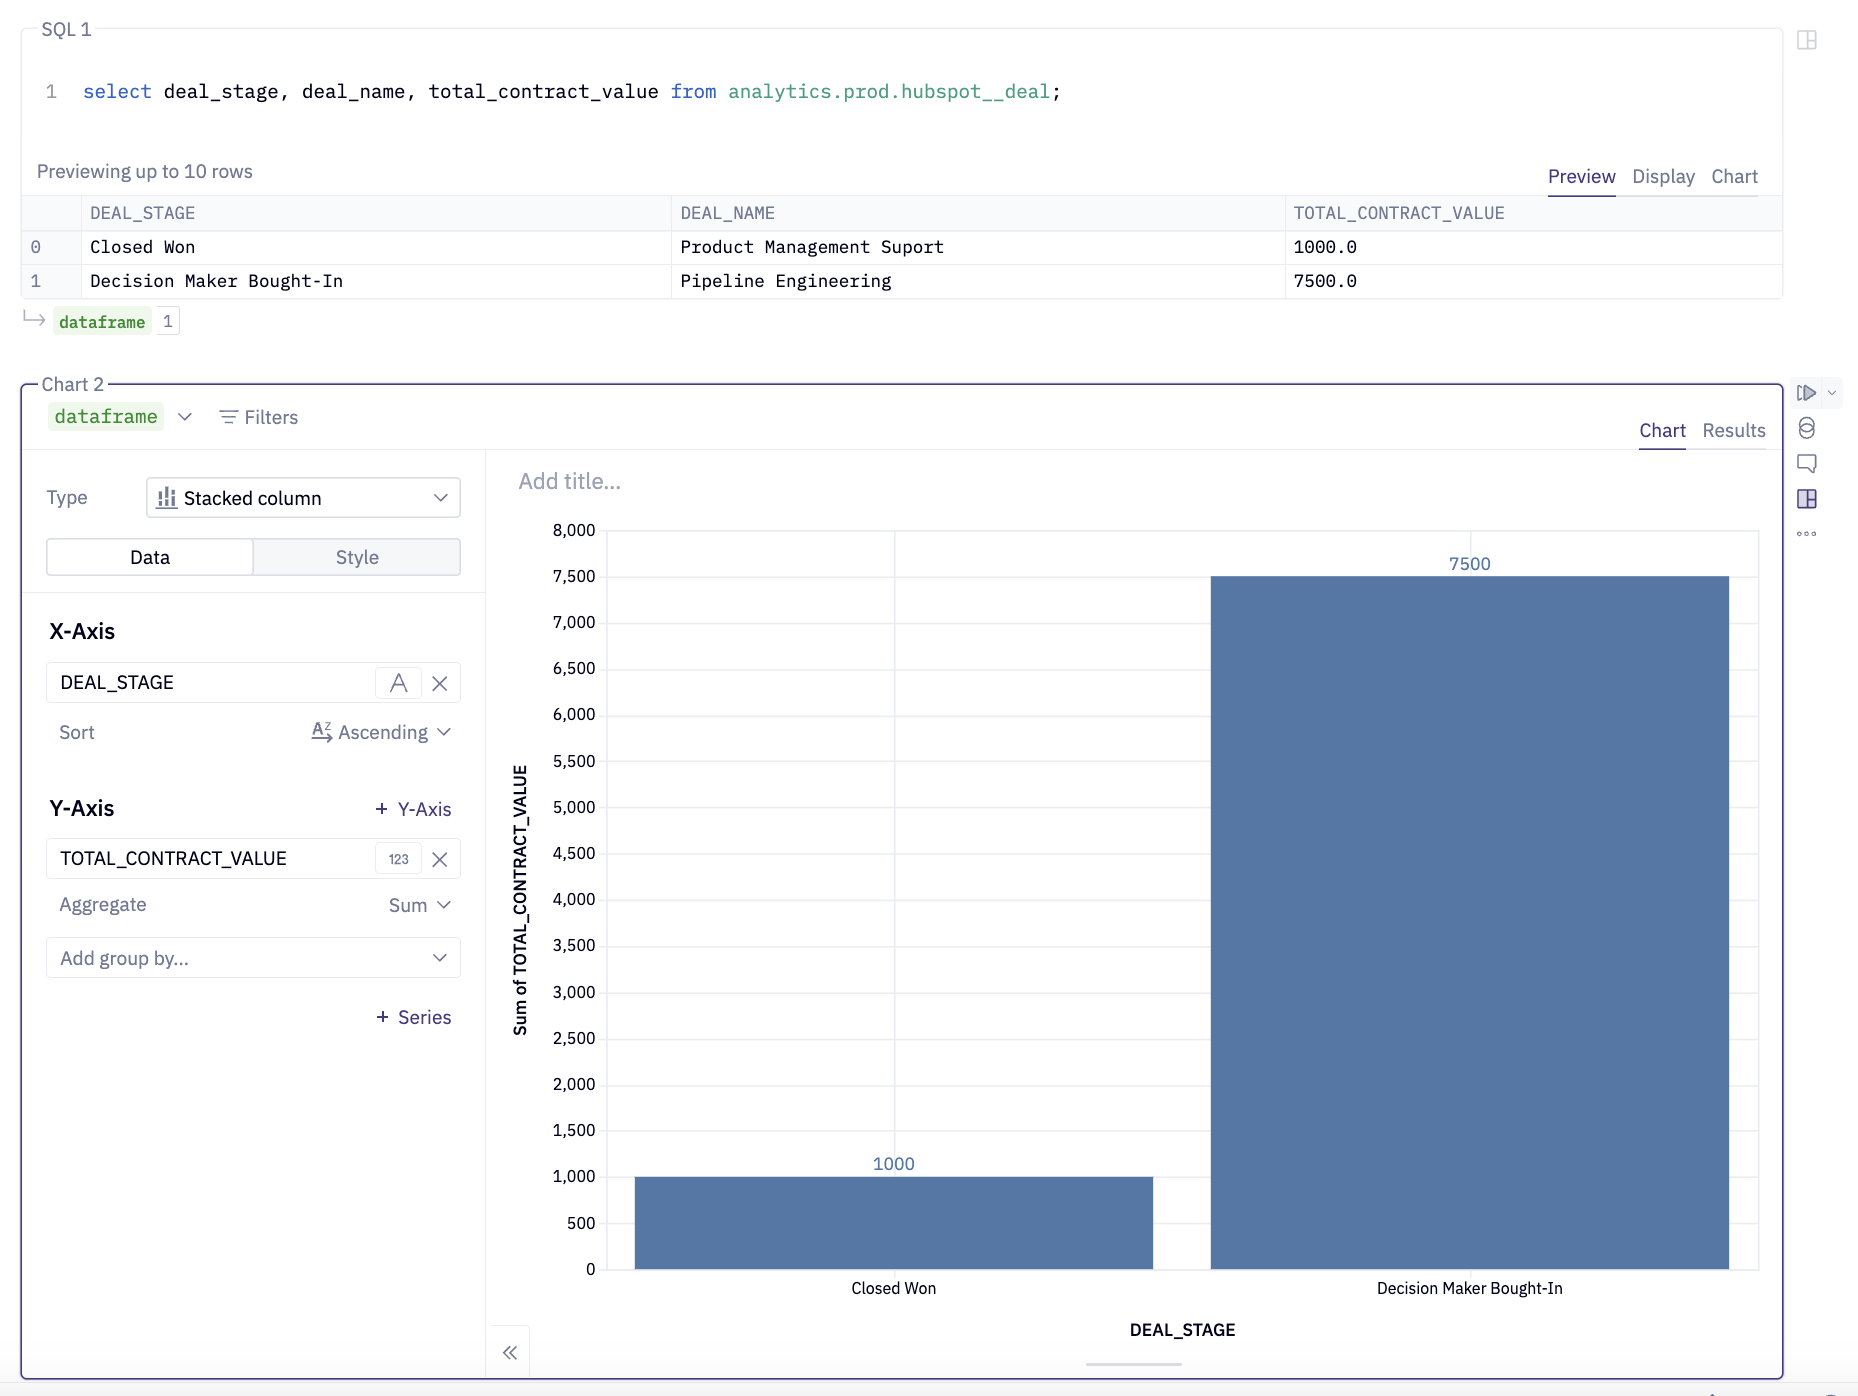 SQL 1
1 select deal_stage, deal_name, total_contract_value from analytics.prod.hubspot__deal;
Previewing up to 10 rows
Preview Display Chart
DEAL_STAGE DEAL_NAME TOTAL_CONTRACT_VALUE
0 Closed Won Product Management Suport 1000.0
1 Decision Maker Bought-In Pipeline Engineering 7500.0
dataframe 1
Chart 2
dataframe Filters
Chart Results
Type Stacked column
Data Style
X-Axis
DEAL_STAGE A
Sort AZ Ascending
Y-Axis + Y-Axis
TOTAL_CONTRACT_VALUE 123
Aggregate Sum
Add group by...
+ Series
Add title...
Sum of TOTAL_CONTRACT_VALUE
8,000
7,500
7,000
6,500
6,000
5,500
5,000
4,500
4,000
3,500
3,000
2,500
2,000
1,500
1,000
500
0
7500
1000
Closed Won Decision Maker Bought-In
DEAL_STAGE